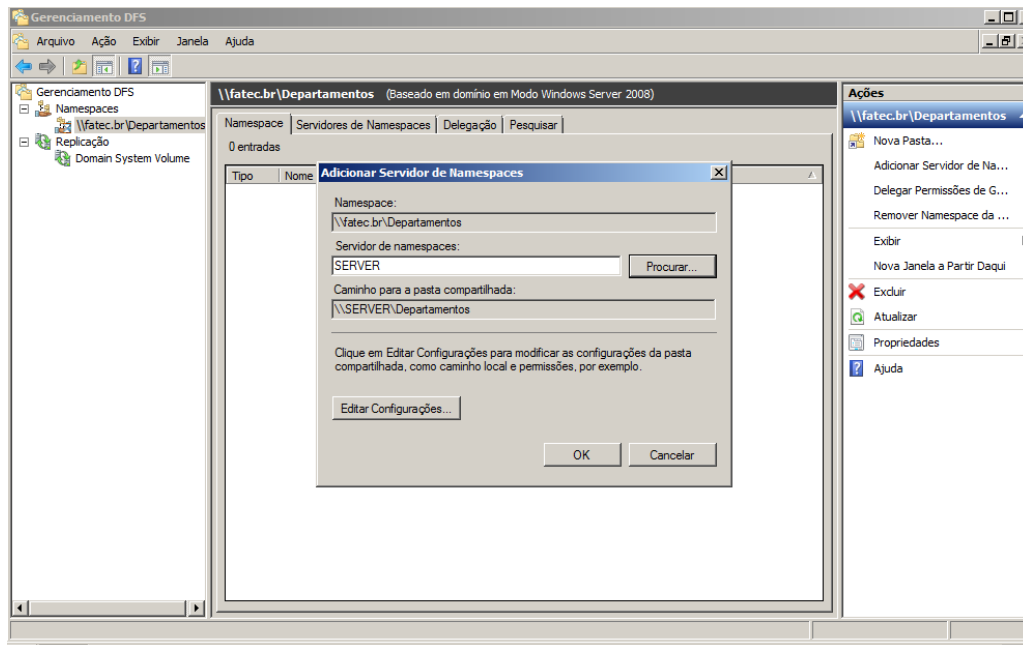 Gerenciamento DFS
Arquivo Ação Exibir Janela Ajuda
Gerenciamento DFS
Namespaces
\\fatec.br\Departamentos
Replicação
Domain System Volume
\\fatec.br\Departamentos (Baseado em domínio em Modo Windows Server 2008)
Namespace Servidores de Namespaces Delegação Pesquisar
0 entradas
Tipo Nome
Adicionar Servidor de Namespaces
Namespace:
\\fatec.br\Departamentos
Servidor de namespaces:
SERVER
Procurar...
Caminho para a pasta compartilhada:
\\SERVER\Departamentos
Clique em Editar Configurações para modificar as configurações da pasta
compartilhada, como caminho local e permissões, por exemplo.
Editar Configurações...
OK Cancelar
Ações
\\fatec.br\Departamentos
Nova Pasta...
Adicionar Servidor de Na...
Delegar Permissões de G...
Remover Namespace da ...
Exibir
Nova Janela a Partir Daqui
Excluir
Atualizar
Propriedades
Ajuda